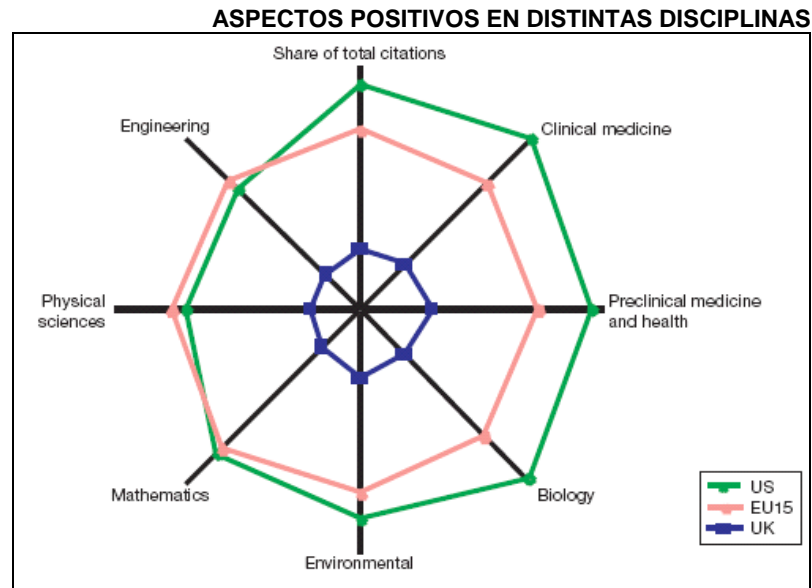 ASPECTOS POSITIVOS EN DISTINTAS DISCIPLINAS
Share of total citations
Engineering
Clinical medicine
Physical
sciences
Preclinical medicine
and health
Mathematics
Biology
Environmental
US
EU15
UK